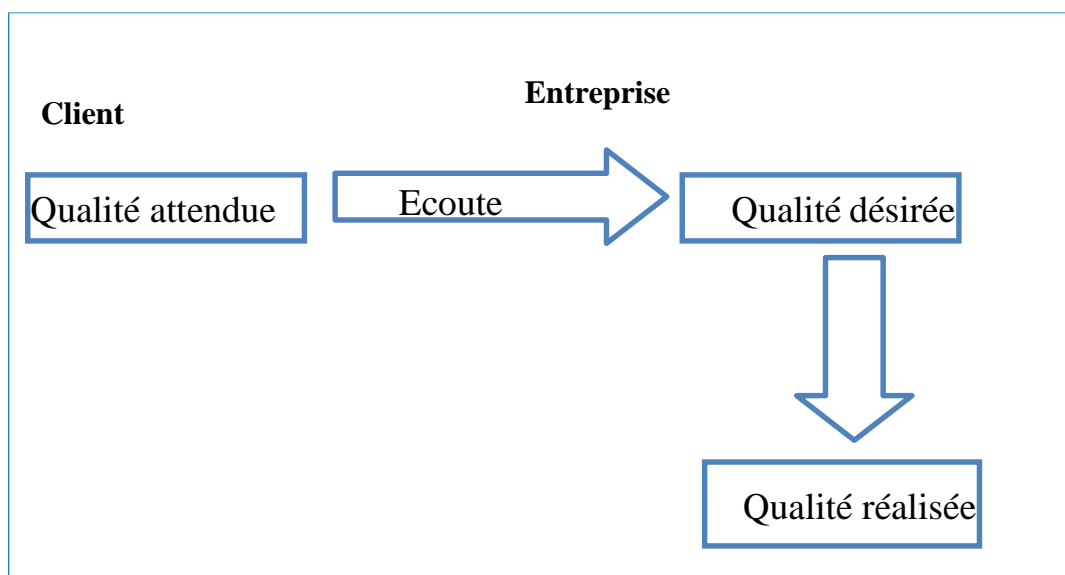 Client
Entreprise
Qualité attendue
Ecoute
Qualité désirée
Qualité réalisée